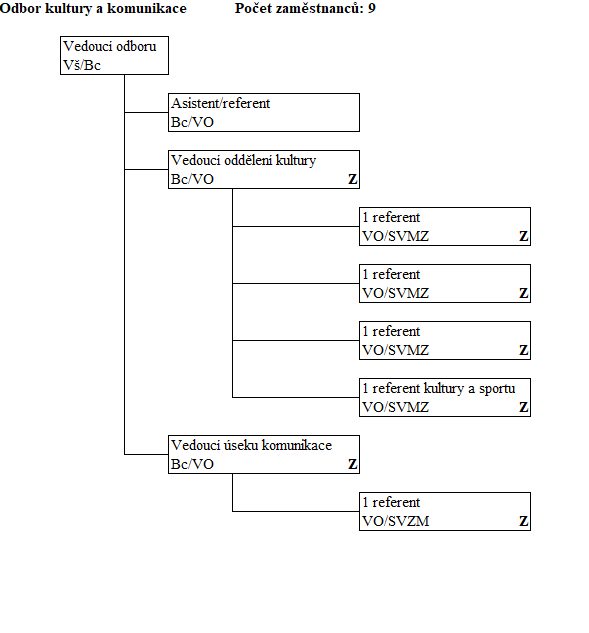 Odbor kultury a komunikace Počet zaměstnanců: 9
Vedoucí odboru
Vš/Bc
Asistent/referent
Bc/VO
Vedoucí oddělení kultury
Bc/VO Z
1 referent
VO/SVMZ Z
1 referent
VO/SVMZ Z
1 referent
VO/SVMZ Z
1 referent kultury a sportu
VO/SVMZ Z
Vedoucí úseku komunikace
Bc/VO Z
1 referent
VO/SVZM Z